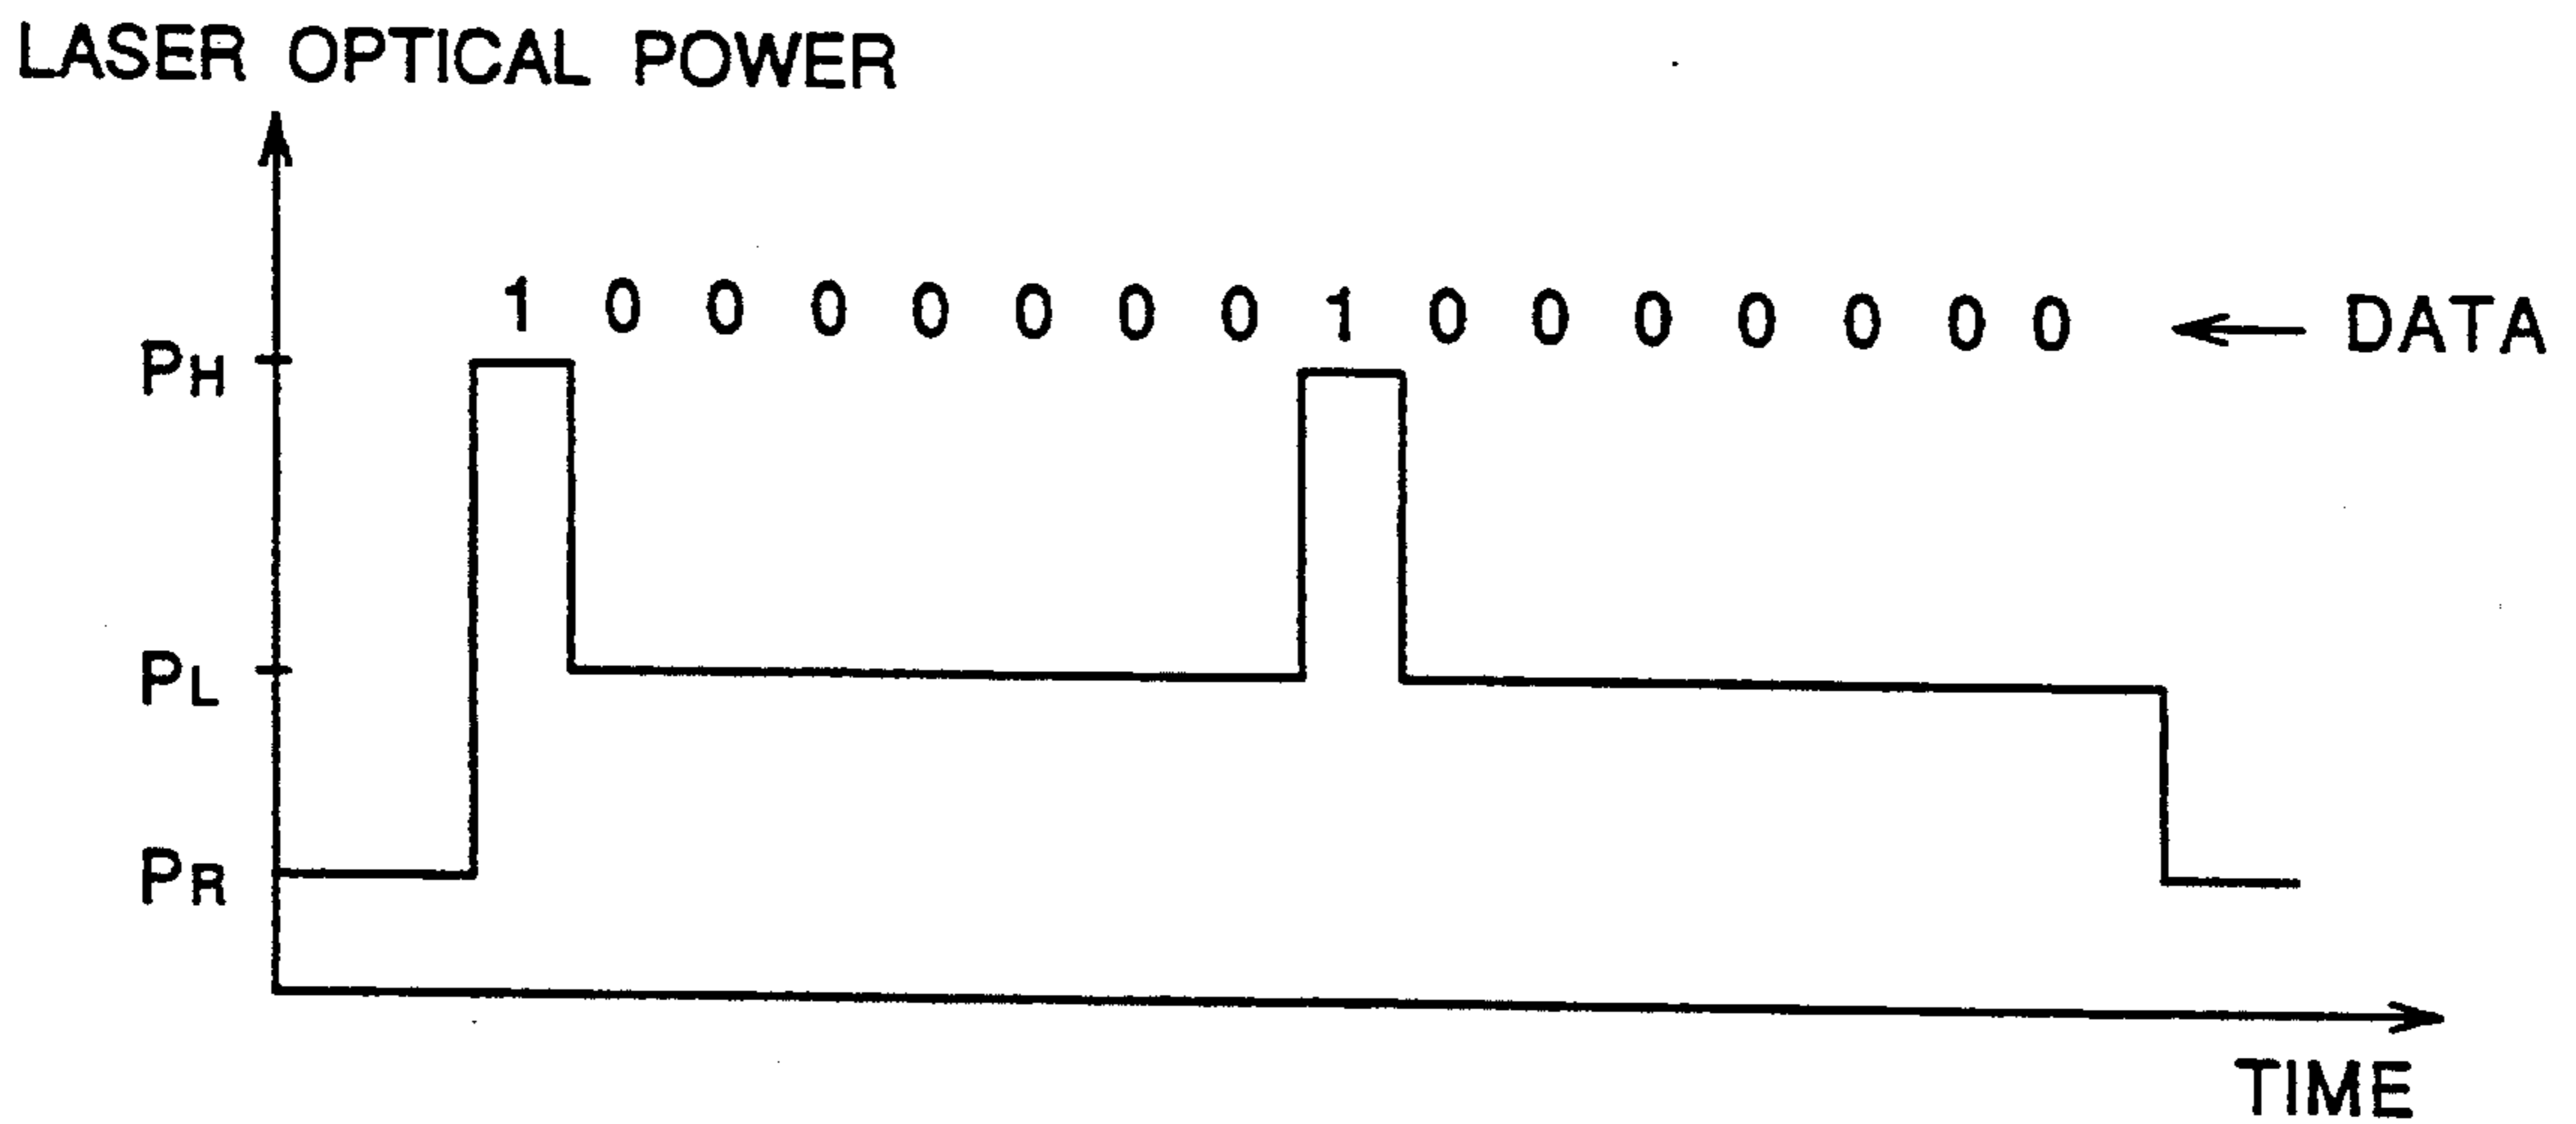 LASER OPTICAL POWER
1 0 0 0 0 0 0 0 1 0 0 0 0 0 0 0 ← DATA
PH
PL
PR
TIME